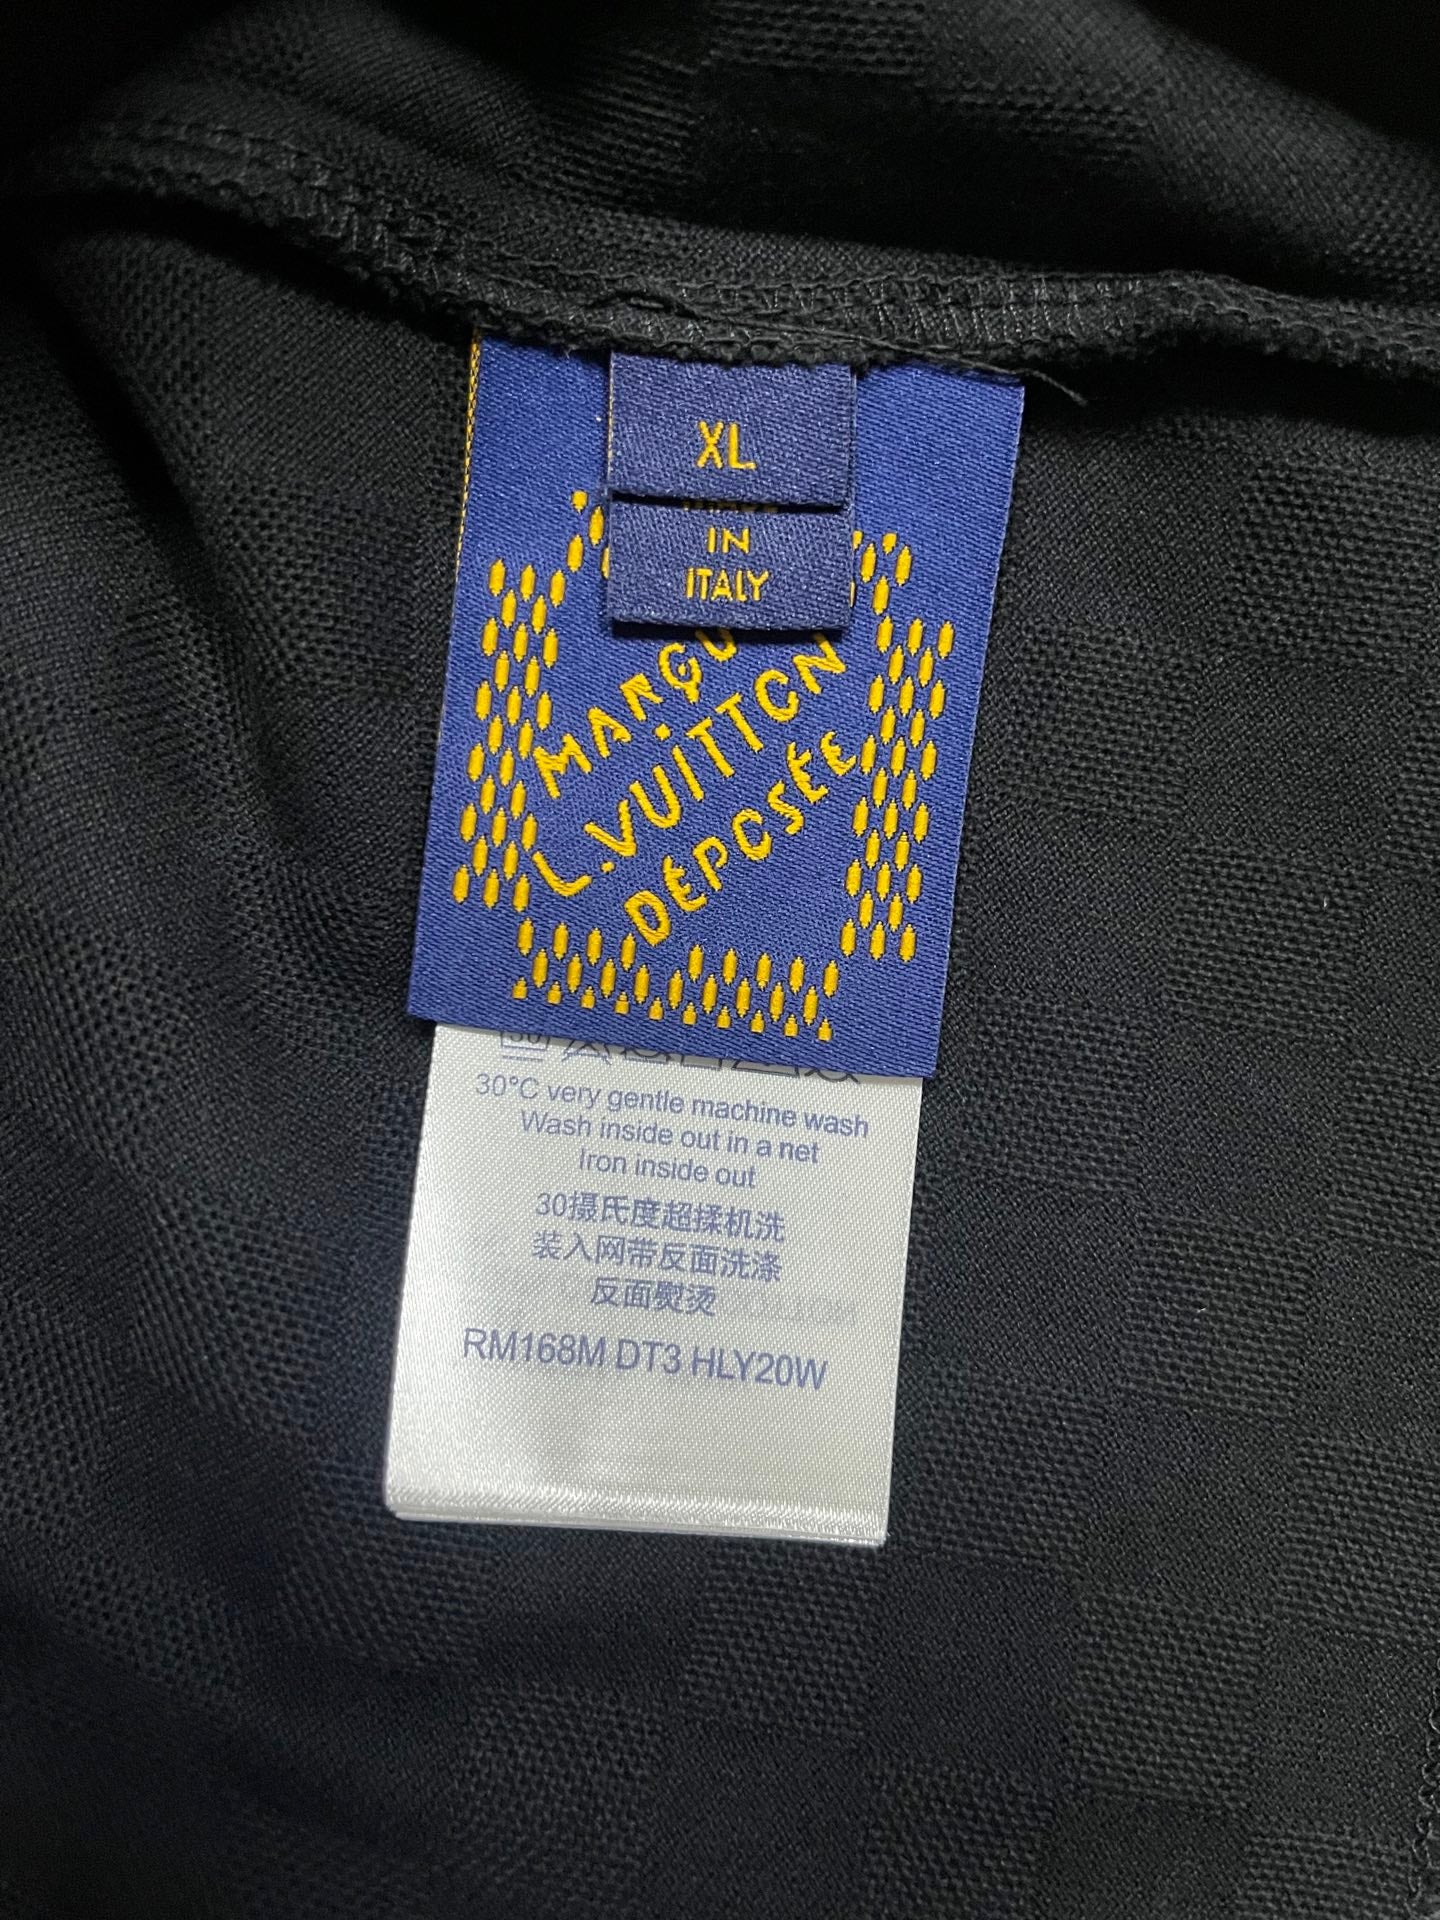 XL
IN
ITALY
MARQU
L.VUITTON
DÉPOSÉE
30°C very gentle machine wash
Wash inside out in a net
Iron inside out
30摄氏度超揉机洗
装入网带反面洗涤
反面熨烫
RM168M DT3 HLY20W